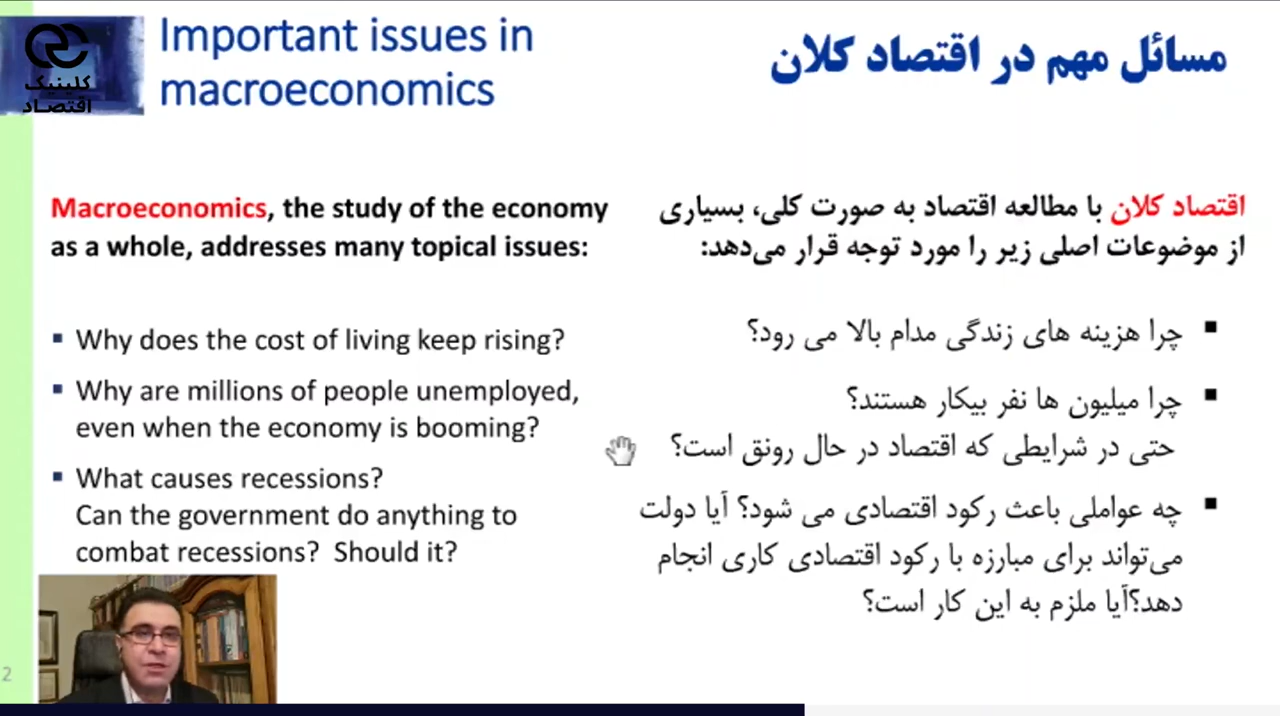 کلینیک
اقتصاد
Important issues in
macroeconomics
مسائل مهم در اقتصاد کلان
Macroeconomics, the study of the economy
as a whole, addresses many topical issues:
▪ Why does the cost of living keep rising?
▪ Why are millions of people unemployed,
even when the economy is booming?
▪ What causes recessions?
Can the government do anything to
combat recessions? Should it?
اقتصاد کلان با مطالعه اقتصاد به صورت کلی، بسیاری
از موضوعات اصلی زیر را مورد توجه قرار می‌دهد:
▪ چرا هزینه های زندگی مدام بالا می رود؟
▪ چرا میلیون ها نفر بیکار هستند؟
حتی در شرایطی که اقتصاد در حال رونق است؟
▪ چه عواملی باعث رکود اقتصادی می شود؟ آیا دولت
می‌تواند برای مبارزه با رکود اقتصادی کاری انجام
دهد؟آیا ملزم به این کار است؟
2